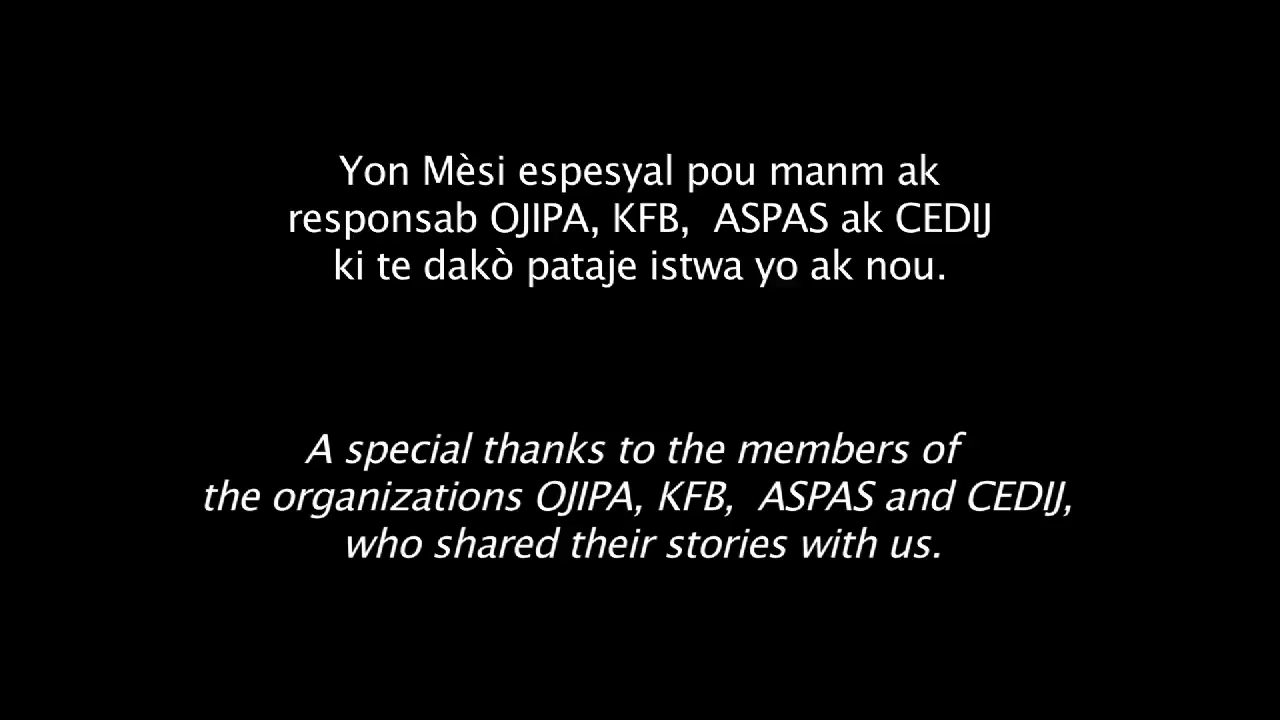 Yon Mèsi espesyal pou manm ak
responsab OJIPA, KFB,  ASPAS ak CEDIJ
ki te dakò pataje istwa yo ak nou.
A special thanks to the members of
the organizations OJIPA, KFB,  ASPAS and CEDIJ,
who shared their stories with us.